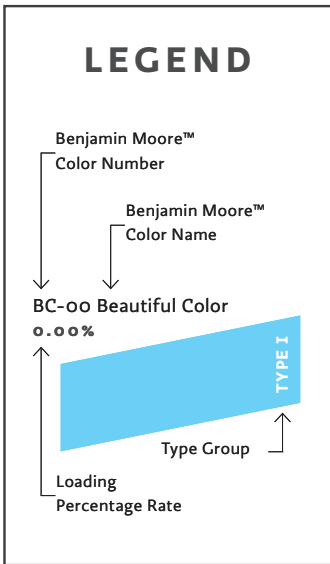 LEGEND
Benjamin Moore™
Color Number
Benjamin Moore™
Color Name
BC-00 Beautiful Color
0.00%
TYPE I
Type Group
Loading
Percentage Rate